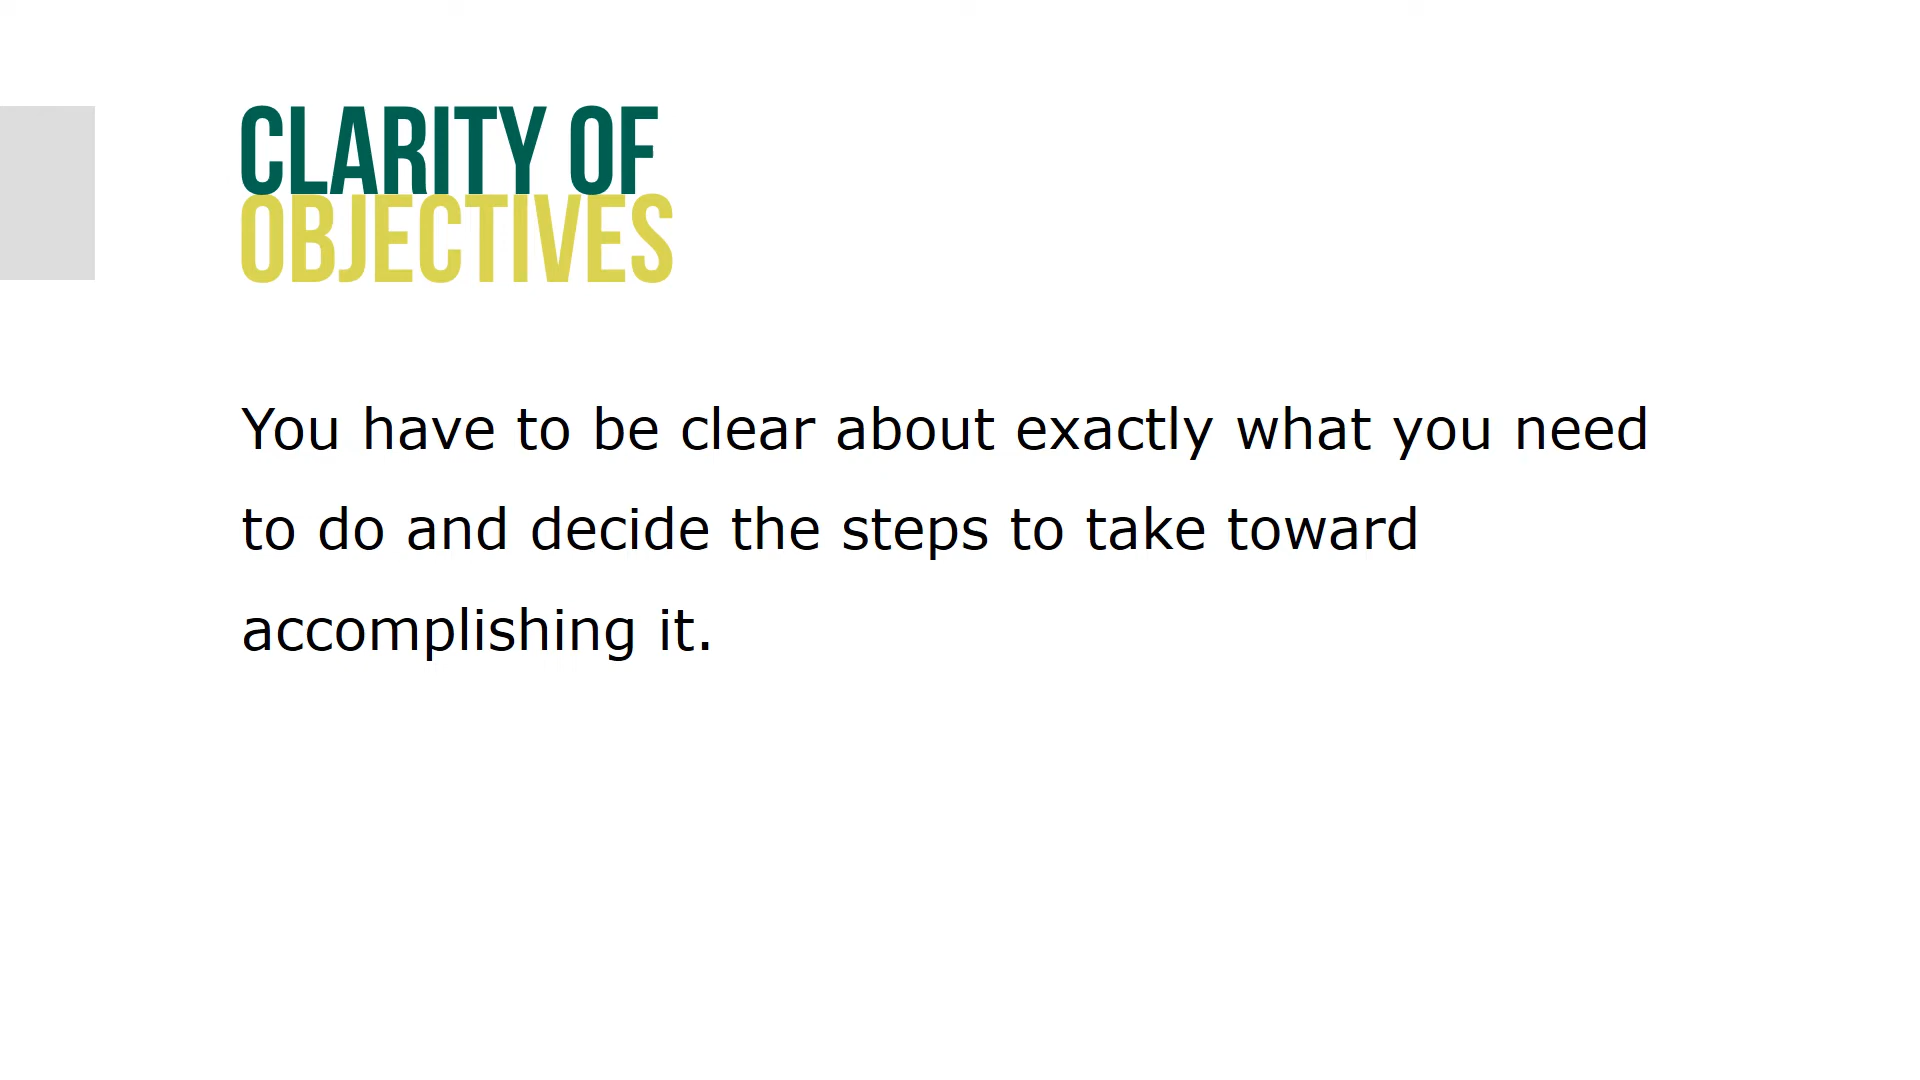 CLARITY OF
OBJECTIVES
You have to be clear about exactly what you need
to do and decide the steps to take toward
accomplishing it.